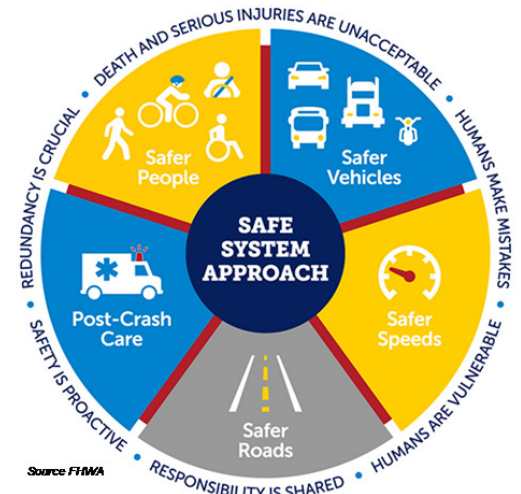 DEATH AND SERIOUS INJURIES ARE UNACCEPTABLE
HUMANS MAKE MISTAKES
HUMANS ARE VULNERABLE
RESPONSIBILITY IS SHARED
SAFETY IS PROACTIVE
REDUNDANCY IS CRUCIAL
Safer
People
Safer
Vehicles
SAFE
SYSTEM
APPROACH
Post-Crash
Care
Safer
Speeds
Safer
Roads
Source FHWA